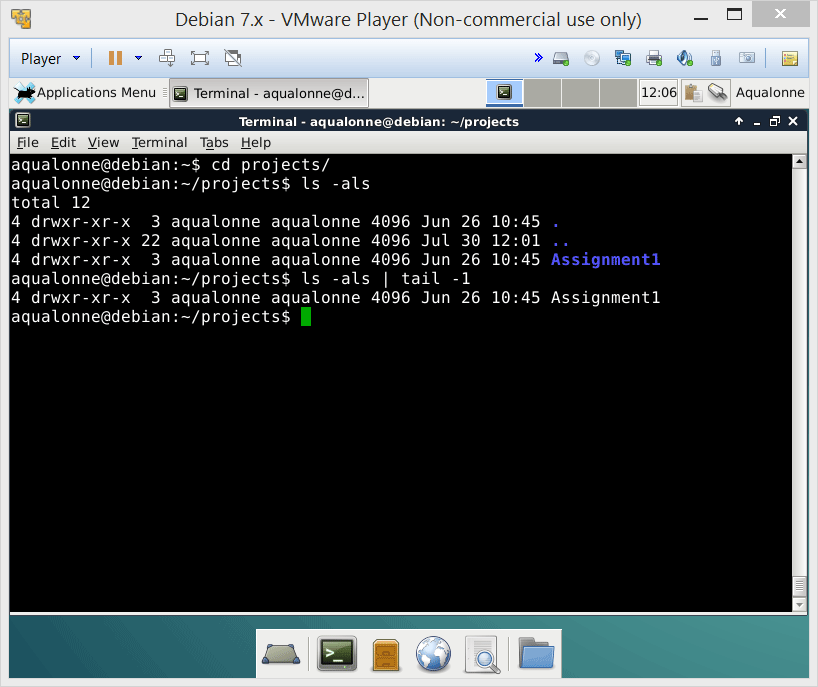 Debian 7.x - VMware Player (Non-commercial use only)
Player
Applications Menu
Terminal - aqualonne@d...
12:06
Aqualonne
Terminal - aqualonne@debian: ~/projects
File Edit View Terminal Tabs Help
aqualonne@debian:~$ cd projects/
aqualonne@debian:~/projects$ ls -als
total 12
4 drwxr-xr-x  3 aqualonne aqualonne 4096 Jun 26 10:45 .
4 drwxr-xr-x 22 aqualonne aqualonne 4096 Jul 30 12:01 ..
4 drwxr-xr-x  3 aqualonne aqualonne 4096 Jun 26 10:45 Assignment1
aqualonne@debian:~/projects$ ls -als | tail -1
4 drwxr-xr-x  3 aqualonne aqualonne 4096 Jun 26 10:45 Assignment1
aqualonne@debian:~/projects$